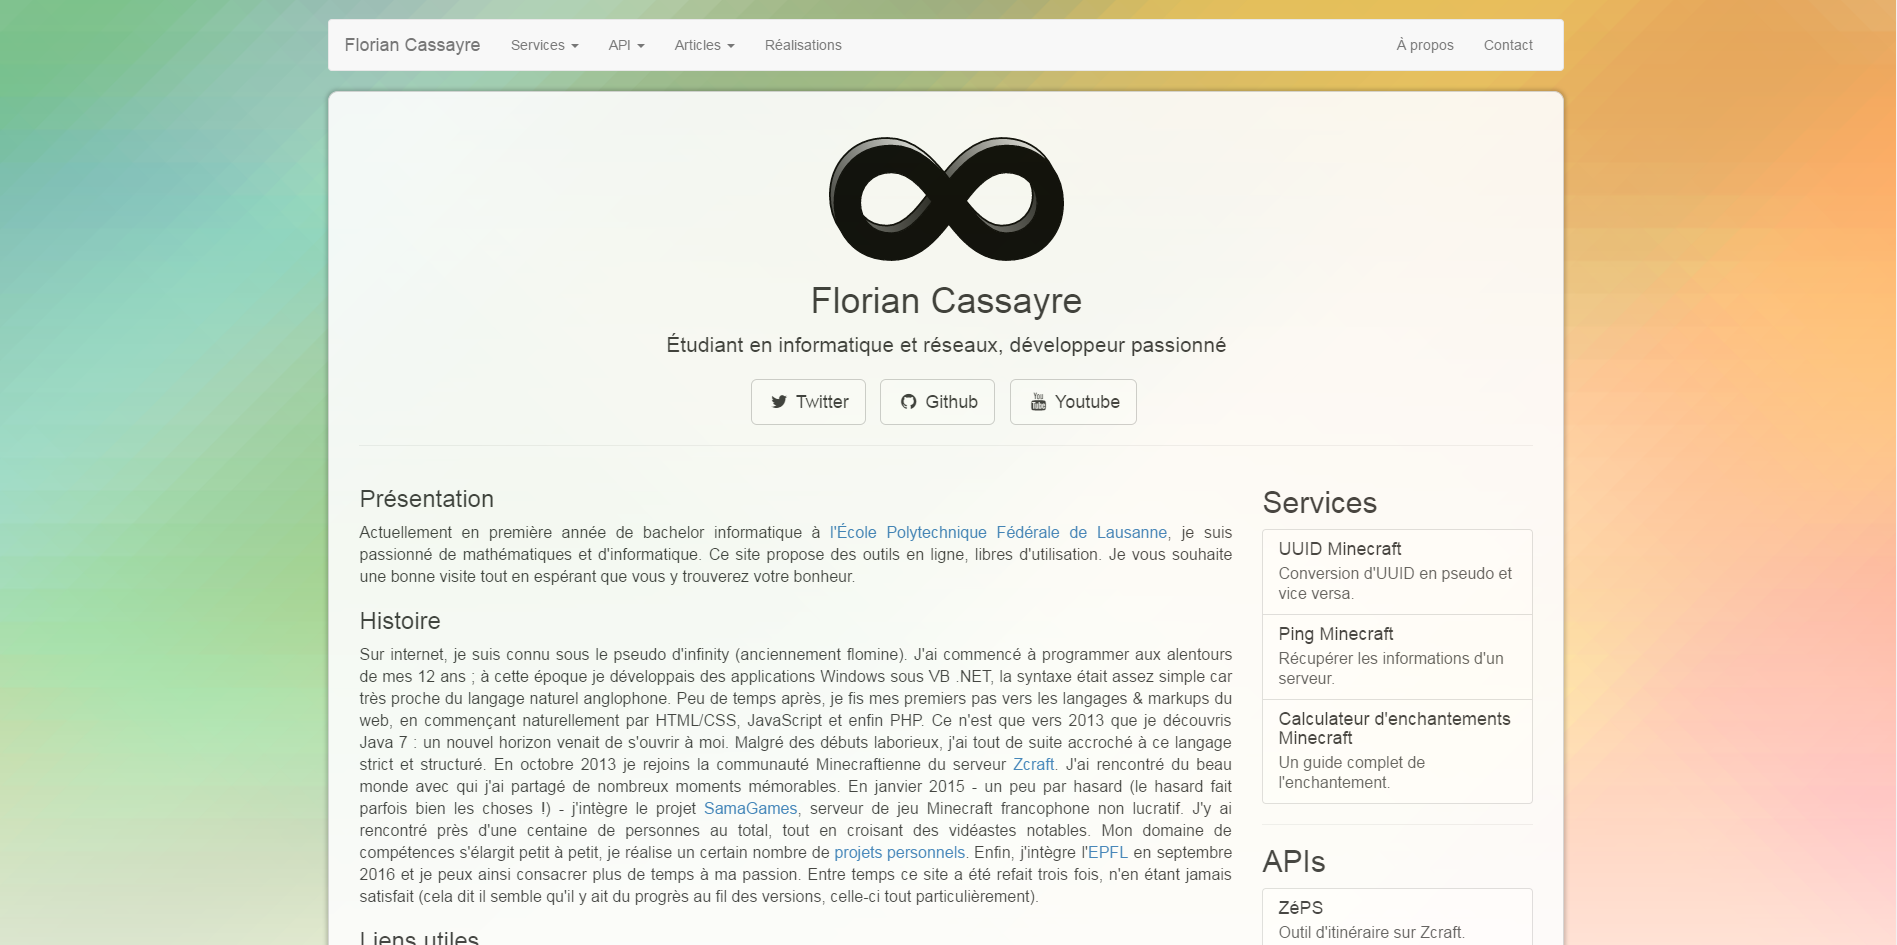 Florian Cassayre Services API Articles Réalisations À propos Contact
Florian Cassayre
Étudiant en informatique et réseaux, développeur passionné
Twitter Github Youtube
Présentation
Actuellement en première année de bachelor informatique à l'École Polytechnique Fédérale de Lausanne, je suis
passionné de mathématiques et d'informatique. Ce site propose des outils en ligne, libres d'utilisation. Je vous souhaite
une bonne visite tout en espérant que vous y trouverez votre bonheur.
Histoire
Sur internet, je suis connu sous le pseudo d'infinity (anciennement flomine). J'ai commencé à programmer aux alentours
de mes 12 ans ; à cette époque je développais des applications Windows sous VB .NET, la syntaxe était assez simple car
très proche du langage naturel anglophone. Peu de temps après, je fis mes premiers pas vers les langages & markups du
web, en commençant naturellement par HTML/CSS, JavaScript et enfin PHP. Ce n'est que vers 2013 que je découvris
Java 7 : un nouvel horizon venait de s'ouvrir à moi. Malgré des débuts laborieux, j'ai tout de suite accroché à ce langage
strict et structuré. En octobre 2013 je rejoins la communauté Minecraftienne du serveur Zcraft. J'ai rencontré du beau
monde avec qui j'ai partagé de nombreux moments mémorables. En janvier 2015 - un peu par hasard (le hasard fait
parfois bien les choses !) - j'intègre le projet SamaGames, serveur de jeu Minecraft francophone non lucratif. J'y ai
rencontré près d'une centaine de personnes au total, tout en croisant des vidéastes notables. Mon domaine de
compétences s'élargit petit à petit, je réalise un certain nombre de projets personnels. Enfin, j'intègre l'EPFL en septembre
2016 et je peux ainsi consacrer plus de temps à ma passion. Entre temps ce site a été refait trois fois, n'en étant jamais
satisfait (cela dit il semble qu'il y ait du progrès au fil des versions, celle-ci tout particulièrement).
Liens utiles
Services
UUID Minecraft
Conversion d'UUID en pseudo et
vice versa.
Ping Minecraft
Récupérer les informations d'un
serveur.
Calculateur d'enchantements
Minecraft
Un guide complet de
l'enchantement.
APIs
ZéPS
Outil d'itinéraire sur Zcraft.